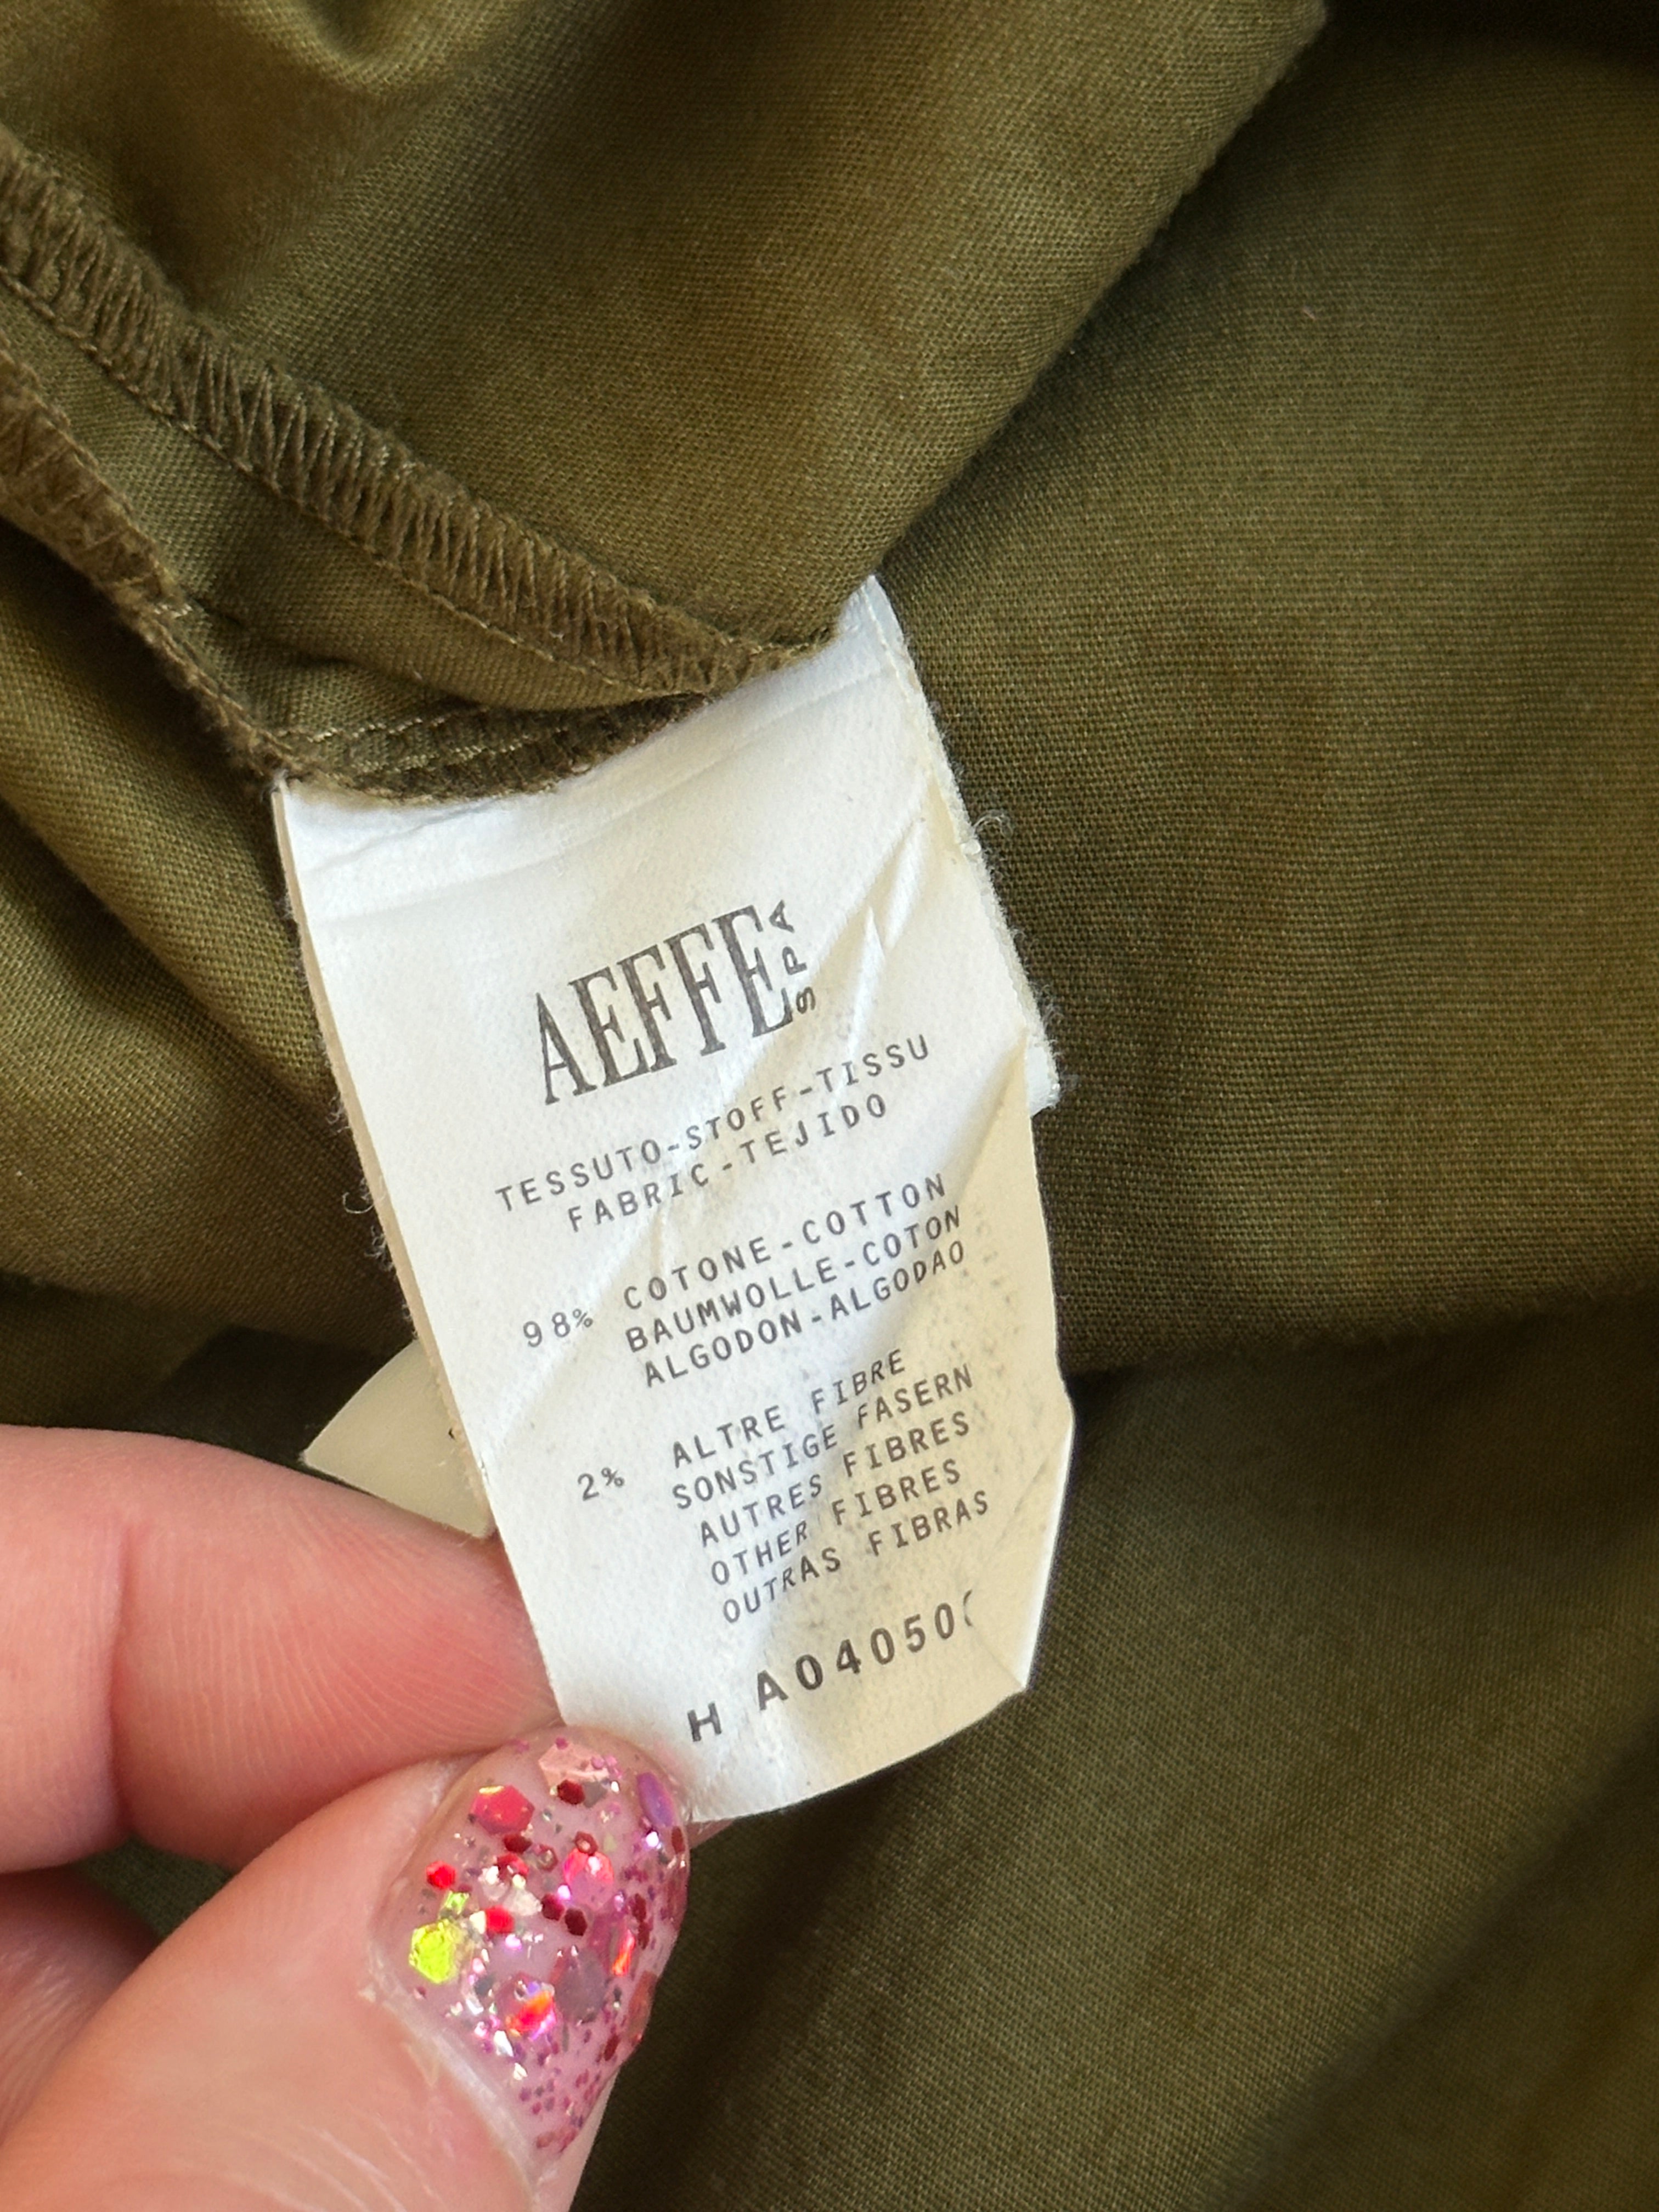 AEFFE SPA
TESSUTO-STOFF-TISSU
FABRIC-TEJIDO
98% COTONE-COTTON
BAUMWOLLE-COTON
ALGODON-ALGODAO
2% ALTRE FIBRE
SONSTIGE FASERN
AUTRES FIBRES
OTHER FIBRES
OUTRAS FIBRAS
H A04050